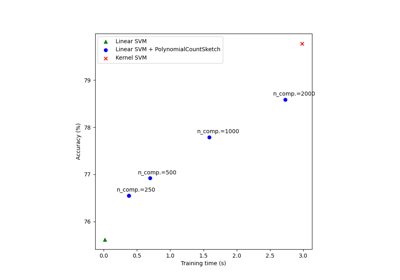 Linear SVM
Linear SVM + PolynomialCountSketch
Kernel SVM
79
78
77
76
Accuracy (%)
n_comp.=2000
n_comp.=1000
n_comp.=500
n_comp.=250
0.0 0.5 1.0 1.5 2.0 2.5 3.0
Training time (s)